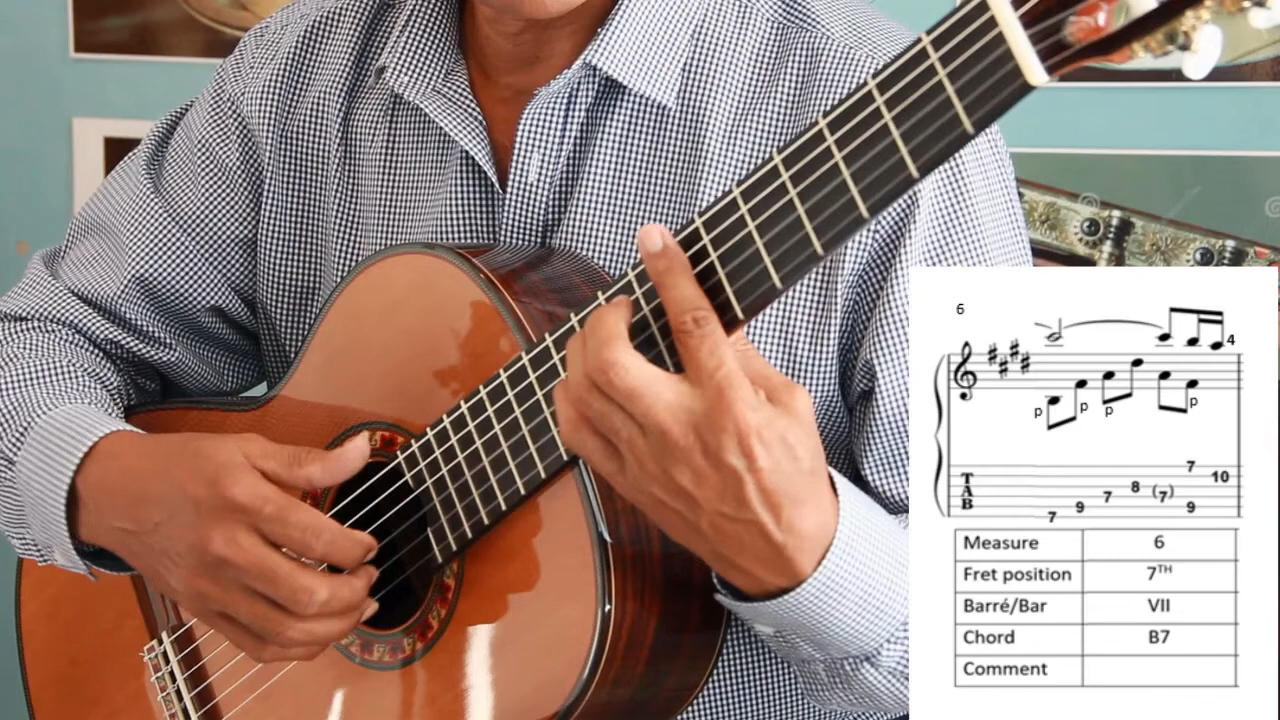 6
4
p p p p
7 10
8 (7)
7
9 9
7
T
A
B
Measure 6
Fret position 7TH
Barré/Bar VII
Chord B7
Comment